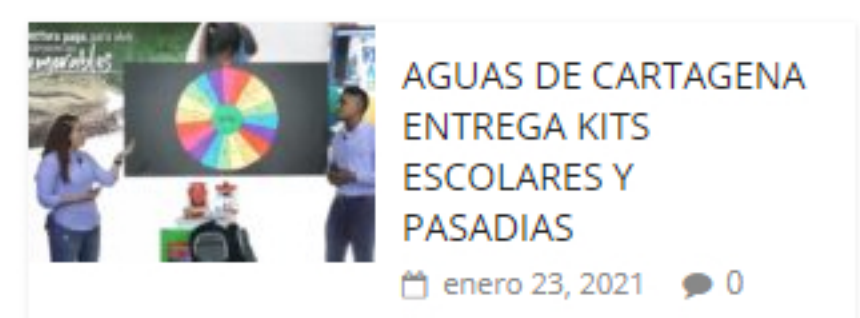 AGUAS DE CARTAGENA
ENTREGA KITS
ESCOLARES Y
PASADIAS
enero 23, 2021 0